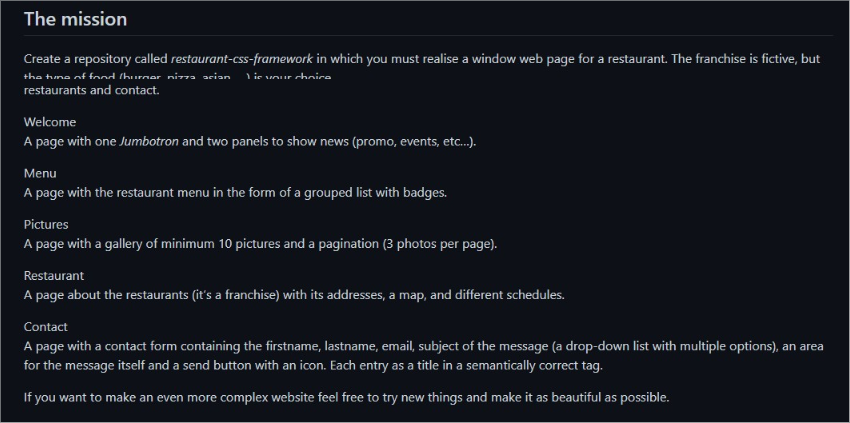 The mission
Create a repository called restaurant-css-framework in which you must realise a window web page for a restaurant. The franchise is fictive, but
the type of food (burger, pizza, asian, ...) is your choice.
restaurants and contact.
Welcome
A page with one Jumbotron and two panels to show news (promo, events, etc...).
Menu
A page with the restaurant menu in the form of a grouped list with badges.
Pictures
A page with a gallery of minimum 10 pictures and a pagination (3 photos per page).
Restaurant
A page about the restaurants (it's a franchise) with its addresses, a map, and different schedules.
Contact
A page with a contact form containing the firstname, lastname, email, subject of the message (a drop-down list with multiple options), an area
for the message itself and a send button with an icon. Each entry as a title in a semantically correct tag.
If you want to make an even more complex website feel free to try new things and make it as beautiful as possible.